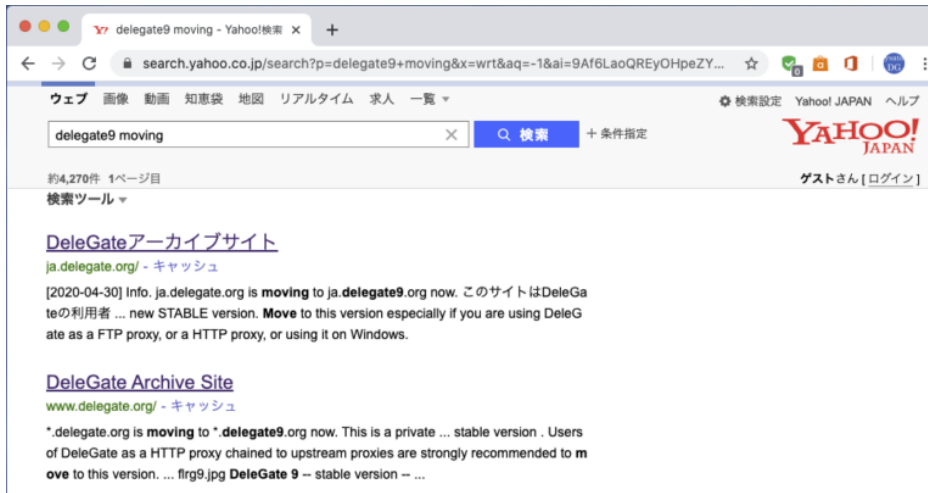 delegate9 moving - Yahoo!検索
search.yahoo.co.jp/search?p=delegate9+moving&x=wrt&aq=-1&ai=9Af6LaoQREyOHpeZY...
ウェブ 画像 動画 知恵袋 地図 リアルタイム 求人 一覧
検索設定 Yahoo! JAPAN ヘルプ
delegate9 moving
検索
+ 条件指定
YAHOO!
JAPAN
約4,270件 1ページ目
ゲストさん [ ログイン ]
検索ツール
DeleGateアーカイブサイト
ja.delegate.org/ - キャッシュ
[2020-04-30] Info. ja.delegate.org is moving to ja.delegate9.org now. このサイトはDeleGa
teの利用者 ... new STABLE version. Move to this version especially if you are using DeleG
ate as a FTP proxy, or a HTTP proxy, or using it on Windows.
DeleGate Archive Site
www.delegate.org/ - キャッシュ
*.delegate.org is moving to *.delegate9.org now. This is a private ... stable version . Users
of DeleGate as a HTTP proxy chained to upstream proxies are strongly recommended to m
ove to this version. ... flrg9.jpg DeleGate 9 -- stable version -- ...